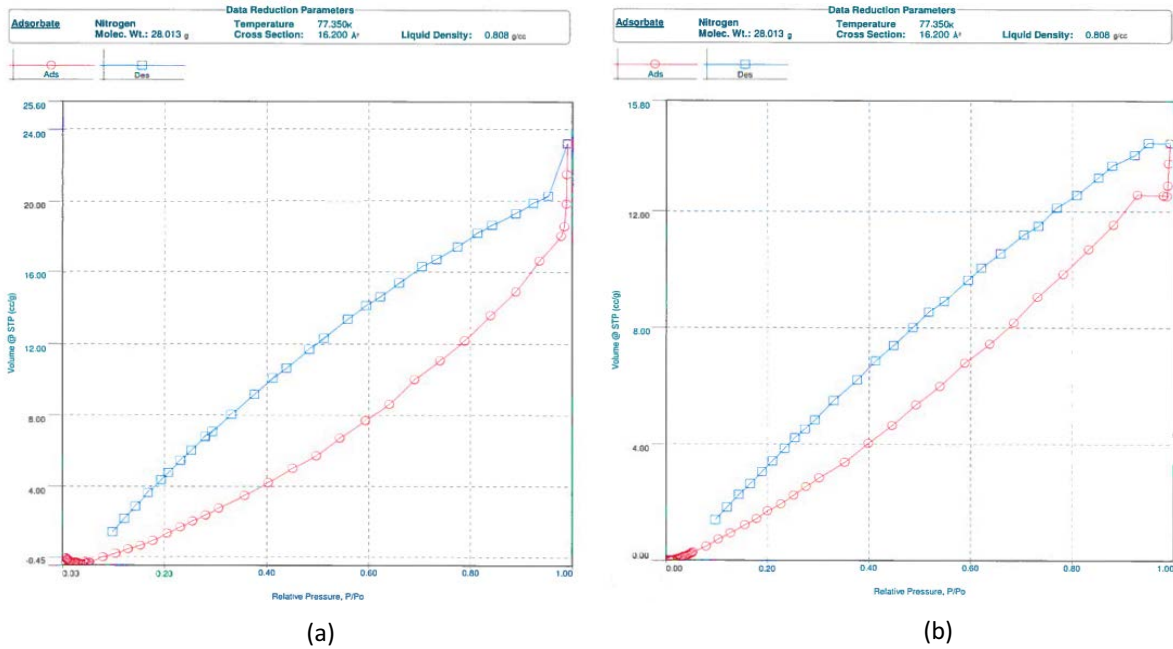 Data Reduction Parameters
Adsorbate Nitrogen Temperature 77.350K
Molec. Wt.: 28.013 g Cross Section: 16.200 Å² Liquid Density: 0.808 g/cc
Ads Des
25.60
24.00
20.00
16.00
12.00
8.00
4.00
-0.45
Volume @ STP (cc/g)
0.00 0.20 0.40 0.60 0.80 1.00
Relative Pressure, P/Po
(a)
Data Reduction Parameters
Adsorbate Nitrogen Temperature 77.350K
Molec. Wt.: 28.013 g Cross Section: 16.200 Å² Liquid Density: 0.808 g/cc
Ads Des
15.80
12.00
8.00
4.00
0.00
Volume @ STP (cc/g)
0.00 0.20 0.40 0.60 0.80 1.00
Relative Pressure, P/Po
(b)